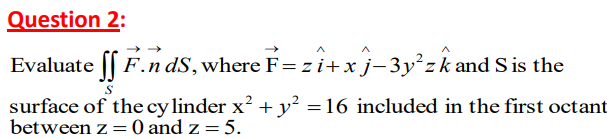 Question 2:
Evaluate ∬_S F⃗.n⃗ dS, where F⃗ = z î + x ĵ − 3y²z k̂ and S is the
surface of the cylinder x² + y² = 16 included in the first octant
between z = 0 and z = 5.